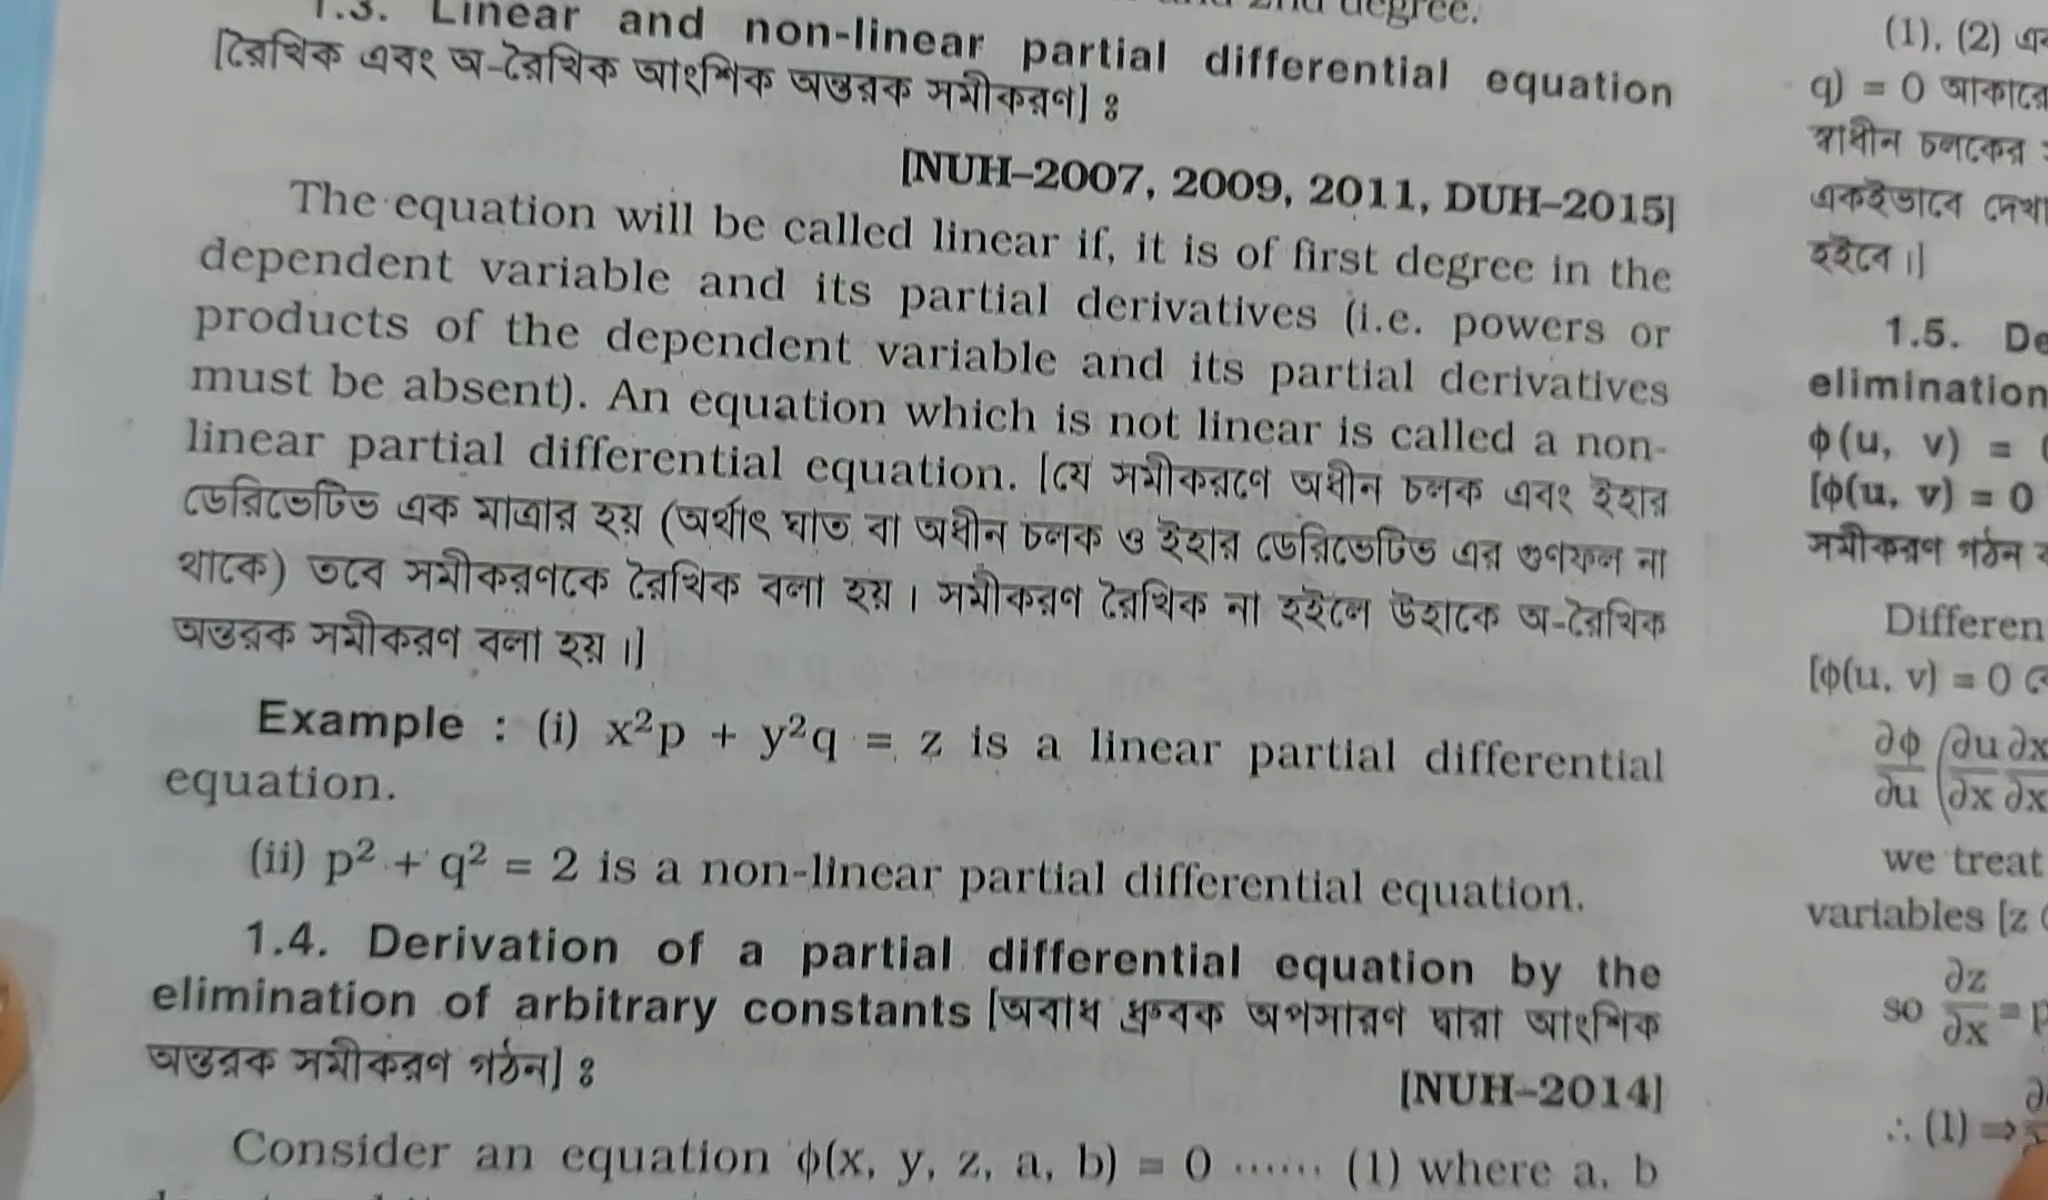 and 2nd degree.
1.3. Linear and non-linear partial differential equation
[রৈখিক এবং অ-রৈখিক আংশিক অন্তরক সমীকরণ] ঃ
[NUH–2007, 2009, 2011, DUH–2015]
The equation will be called linear if, it is of first degree in the
dependent variable and its partial derivatives (i.e. powers or
products of the dependent variable and its partial derivatives
must be absent). An equation which is not linear is called a non-
linear partial differential equation. [যে সমীকরণে অধীন চলক এবং ইহার
ডেরিভেটিভ এক মাত্রার হয় (অর্থাৎ ঘাত বা অধীন চলক ও ইহার ডেরিভেটিভ এর গুণফল না
থাকে) তবে সমীকরণকে রৈখিক বলা হয়। সমীকরণ রৈখিক না হইলে উহাকে অ-রৈখিক
অন্তরক সমীকরণ বলা হয়।]
Example : (i) x²p + y²q = z is a linear partial differential
equation.
(ii) p² + q² = 2 is a non-linear partial differential equation.
1.4. Derivation of a partial differential equation by the
elimination of arbitrary constants [অবাধ ধ্রুবক অপসারণ দ্বারা আংশিক
অন্তরক সমীকরণ গঠন] ঃ
[NUH–2014]
Consider an equation ϕ(x, y, z, a, b) = 0 ...... (1) where a, b
(1), (2)
q) = 0 আকারে
স্বাধীন চলকের
একইভাবে
হইবে।]
1.5.
elimination
ϕ(u, v) =
[ϕ(u, v) = 0
সমীকরণ গঠন
Differen
[ϕ(u, v) = 0
∂ϕ/∂u (∂u/∂x ∂x/∂x
we treat
variables [z
so ∂z/∂x = p
∴ (1) ⇒